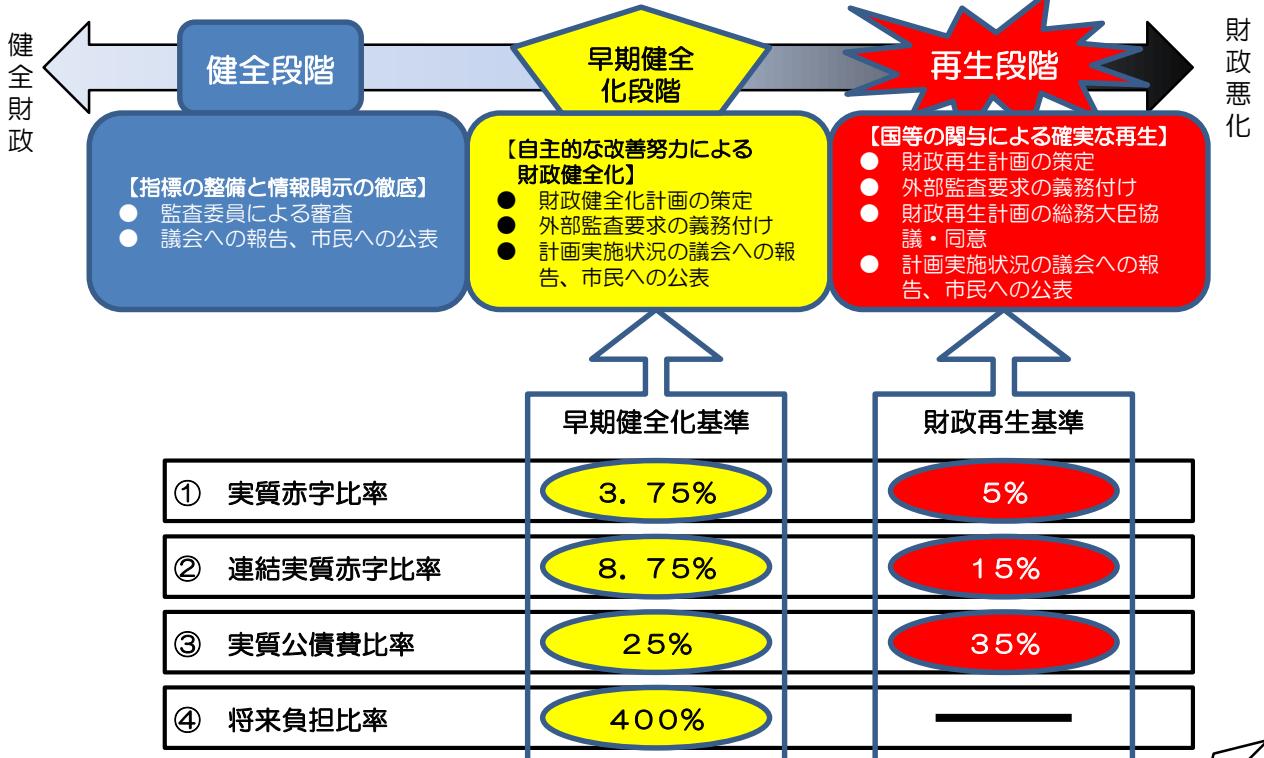 健全財政
健全段階
早期健全
化段階
再生段階
財政悪化
【指標の整備と情報開示の徹底】
● 監査委員による審査
● 議会への報告、市民への公表
【自主的な改善努力による
財政健全化】
● 財政健全化計画の策定
● 外部監査要求の義務付け
● 計画実施状況の議会への報
告、市民への公表
【国等の関与による確実な再生】
● 財政再生計画の策定
● 外部監査要求の義務付け
● 財政再生計画の総務大臣協
議・同意
● 計画実施状況の議会への報
告、市民への公表
早期健全化基準 財政再生基準
① 実質赤字比率 3.75% 5%
② 連結実質赤字比率 8.75% 15%
③ 実質公債費比率 25% 35%
④ 将来負担比率 400% ―